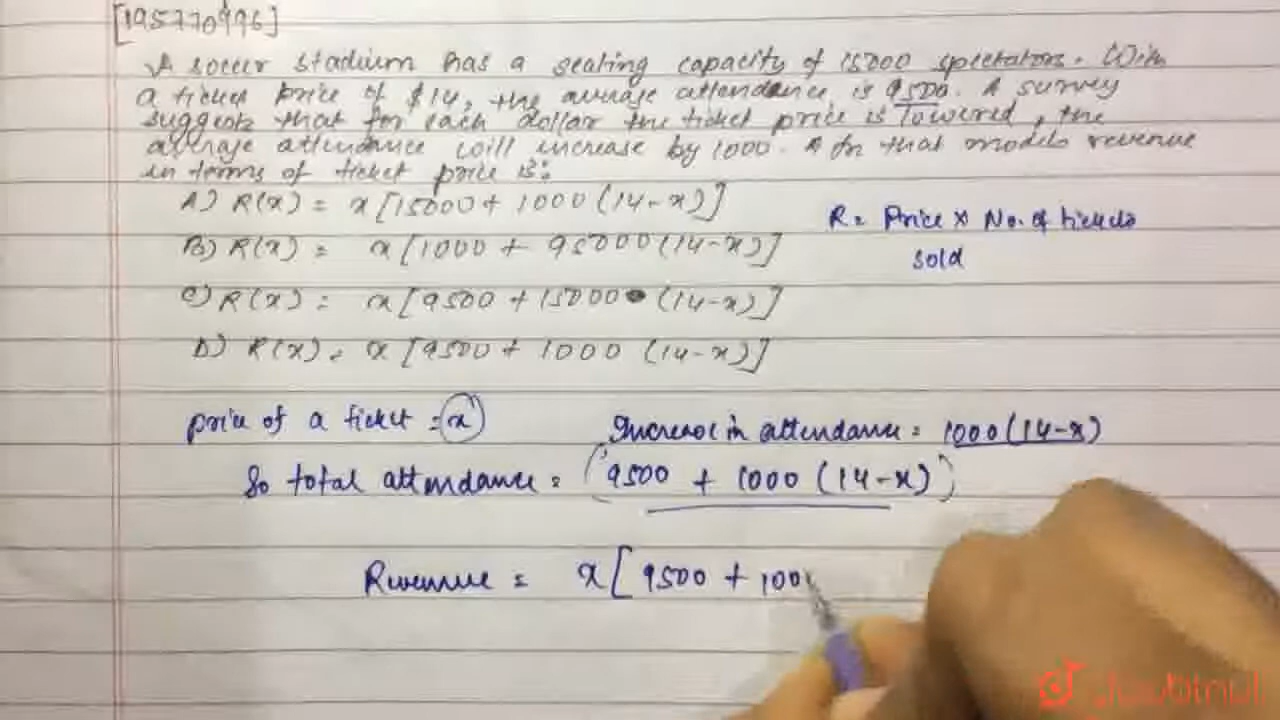 [195770996]
A soccer stadium has a seating capacity of 15000 spectators. With
a ticket price of $14, the average attendance is 9500. A survey
suggests that for each dollar the ticket price is lowered, the
average attendance will increase by 1000. A fn that models revenue
in terms of ticket price is:
A) R(x) = x[15000 + 1000(14-x)]
B) R(x) = x[1000 + 95000(14-x)]
C) R(x) = x[9500 + 15000(14-x)]
D) R(x) = x[9500 + 1000 (14-x)]
R = Price × No. of tickets
sold
price of a ticket = x
Increase in attendance = 1000(14-x)
So total attendance = (9500 + 1000 (14-x))
Revenue = x[9500 + 100
doubtnut